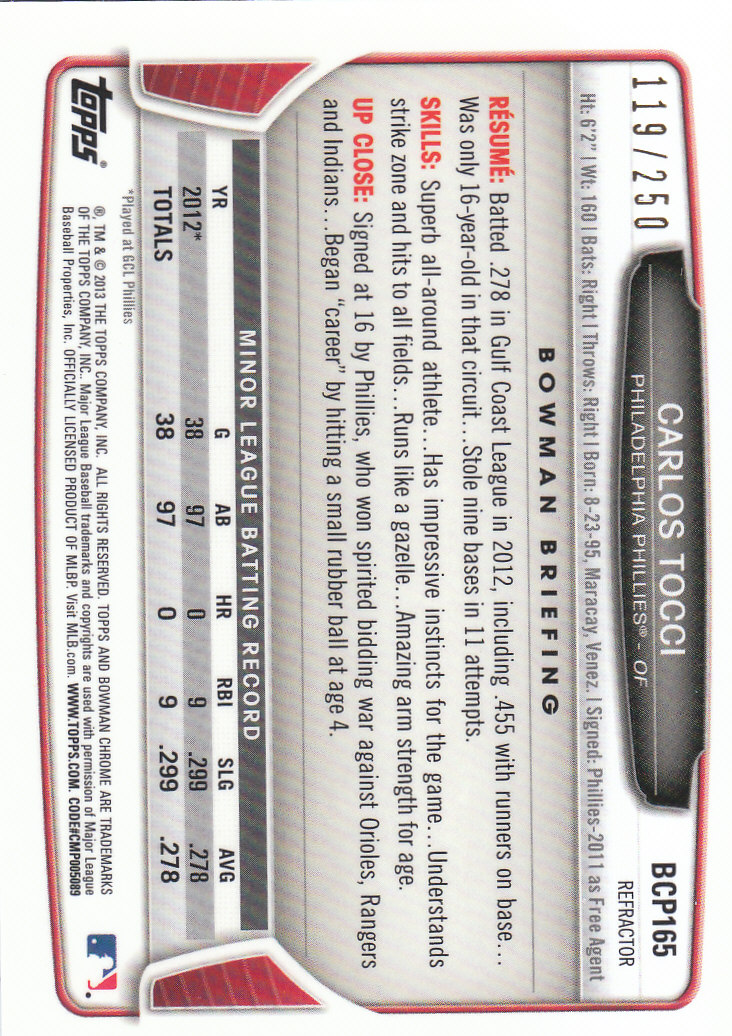 119/250
CARLOS TOCCI
PHILADELPHIA PHILLIES® - OF
BCP165
REFRACTOR
Ht: 6'2" | Wt: 160 | Bats: Right | Throws: Right | Born: 8-23-95, Maracay, Venez. | Signed: Phillies-2011 as Free Agent
BOWMAN BRIEFING
RÉSUMÉ: Batted .278 in Gulf Coast League in 2012, including .455 with runners on base...
Was only 16-year-old in that circuit...Stole nine bases in 11 attempts.
SKILLS: Superb all-around athlete...Has impressive instincts for the game...Understands
strike zone and hits to all fields...Runs like a gazelle...Amazing arm strength for age.
UP CLOSE: Signed at 16 by Phillies, who won spirited bidding war against Orioles, Rangers
and Indians...Began "career" by hitting a small rubber ball at age 4.
MINOR LEAGUE BATTING RECORD
YR G AB HR RBI SLG AVG
2012* 38 97 0 9 .299 .278
TOTALS 38 97 0 9 .299 .278
*Played at GCL Phillies
topps®
®, TM & © 2013 THE TOPPS COMPANY, INC. ALL RIGHTS RESERVED. TOPPS AND BOWMAN CHROME ARE TRADEMARKS
OF THE TOPPS COMPANY, INC. Major League Baseball trademarks and copyrights are used with permission of Major League
Baseball Properties, Inc. OFFICIALLY LICENSED PRODUCT OF MLBP. Visit MLB.com. WWW.TOPPS.COM. CODE#CMP005089